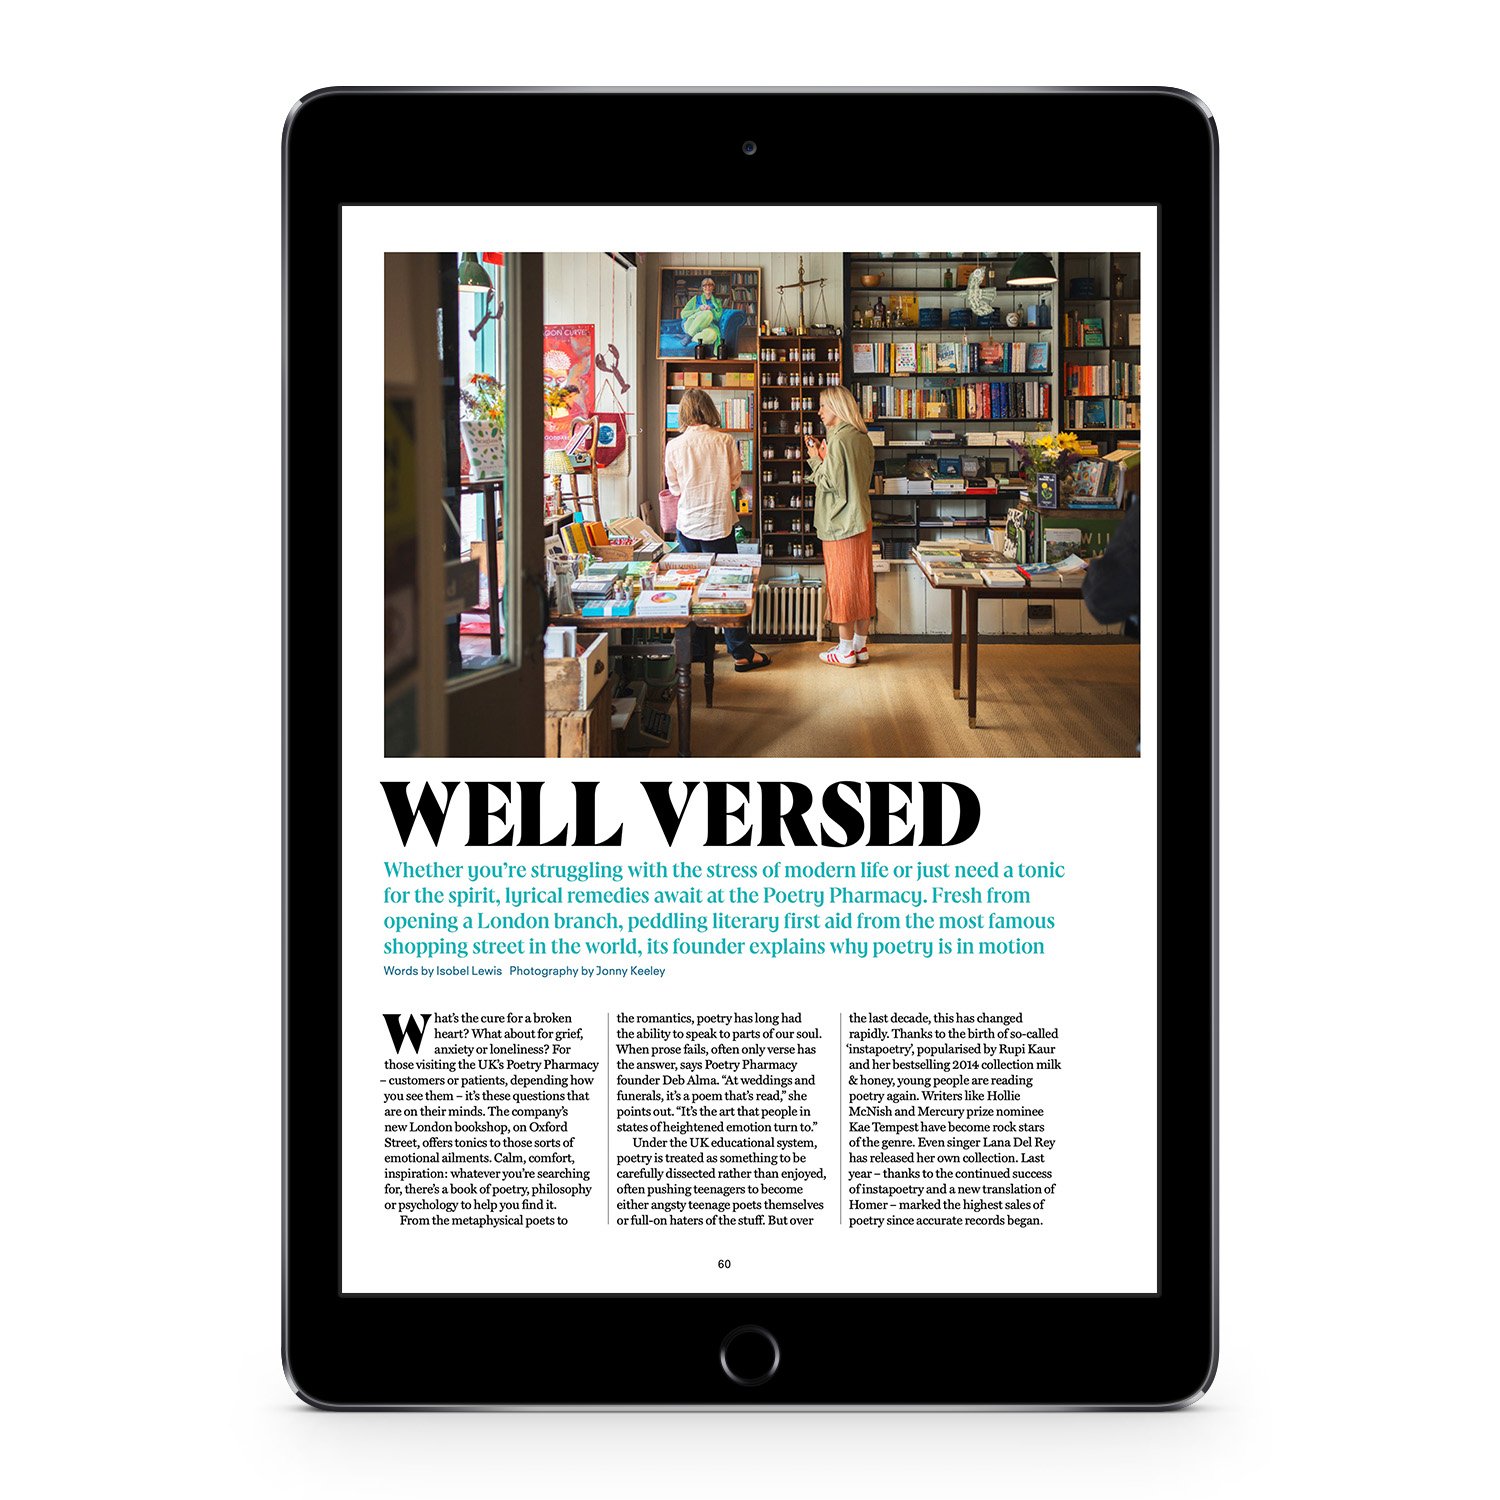 GON CURVE
WELL VERSED
Whether you’re struggling with the stress of modern life or just need a tonic
for the spirit, lyrical remedies await at the Poetry Pharmacy. Fresh from
opening a London branch, peddling literary first aid from the most famous
shopping street in the world, its founder explains why poetry is in motion
Words by Isobel Lewis Photography by Jonny Keeley
What’s the cure for a broken
heart? What about for grief,
anxiety or loneliness? For
those visiting the UK’s Poetry Pharmacy
– customers or patients, depending how
you see them – it’s these questions that
are on their minds. The company’s
new London bookshop, on Oxford
Street, offers tonics to those sorts of
emotional ailments. Calm, comfort,
inspiration: whatever you’re searching
for, there’s a book of poetry, philosophy
or psychology to help you find it.
From the metaphysical poets to
the romantics, poetry has long had
the ability to speak to parts of our soul.
When prose fails, often only verse has
the answer, says Poetry Pharmacy
founder Deb Alma. “At weddings and
funerals, it’s a poem that’s read,” she
points out. “It’s the art that people in
states of heightened emotion turn to.”
Under the UK educational system,
poetry is treated as something to be
carefully dissected rather than enjoyed,
often pushing teenagers to become
either angsty teenage poets themselves
or full-on haters of the stuff. But over
the last decade, this has changed
rapidly. Thanks to the birth of so-called
‘instapoetry’, popularised by Rupi Kaur
and her bestselling 2014 collection milk
& honey, young people are reading
poetry again. Writers like Hollie
McNish and Mercury prize nominee
Kae Tempest have become rock stars
of the genre. Even singer Lana Del Rey
has released her own collection. Last
year – thanks to the continued success
of instapoetry and a new translation of
Homer – marked the highest sales of
poetry since accurate records began.
60